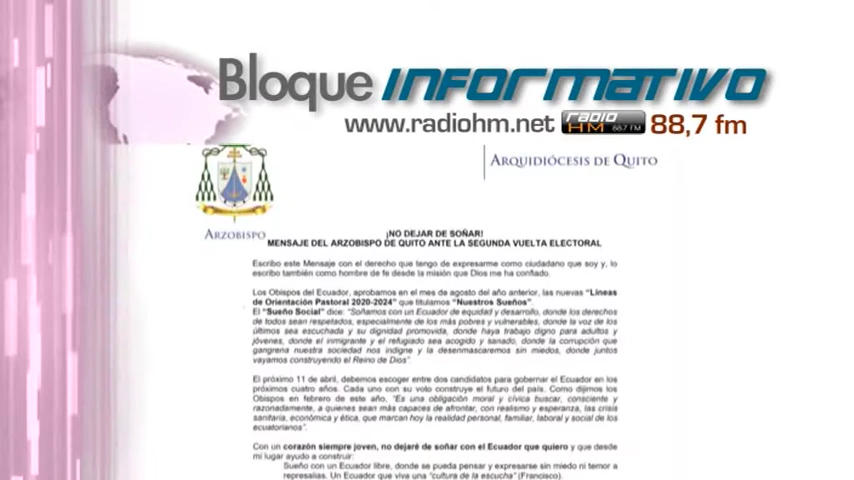 Bloque INFORMATIVO
www.radiohm.net RADIO HM 88,7 FM 88,7 fm
ARQUIDIÓCESIS DE QUITO
ARZOBISPO
¡NO DEJAR DE SOÑAR!
MENSAJE DEL ARZOBISPO DE QUITO ANTE LA SEGUNDA VUELTA ELECTORAL
Escribo este Mensaje con el derecho que tengo de expresarme como ciudadano que soy y, lo
escribo también como hombre de fe desde la misión que Dios me ha confiado.
Los Obispos del Ecuador, aprobamos en el mes de agosto del año anterior, las nuevas "Líneas
de Orientación Pastoral 2020-2024" que titulamos "Nuestros Sueños".
El "Sueño Social" dice: "Soñamos con un Ecuador de equidad y desarrollo, donde los derechos
de todos sean respetados, especialmente de los más pobres y vulnerables, donde la voz de los
últimos sea escuchada y su dignidad promovida, donde haya trabajo digno para adultos y
jóvenes, donde el inmigrante y el refugiado sea acogido y sanado, donde la corrupción que
gangrena nuestra sociedad nos indigne y la desenmascaremos sin miedos, donde juntos
vayamos construyendo el Reino de Dios".
El próximo 11 de abril, debemos escoger entre dos candidatos para gobernar el Ecuador en los
próximos cuatro años. Cada uno con su voto construye el futuro del país. Como dijimos los
Obispos en febrero de este año, "Es una obligación moral y cívica buscar, consciente y
razonadamente, a quienes sean más capaces de afrontar, con realismo y esperanza, las crisis
sanitaria, económica y ética, que marcan hoy la realidad personal, familiar, laboral y social de los
ecuatorianos".
Con un corazón siempre joven, no dejaré de soñar con el Ecuador que quiero y que desde
mi lugar ayudo a construir:
Sueño con un Ecuador libre, donde se pueda pensar y expresarse sin miedo ni temor a
represalias. Un Ecuador que viva una "cultura de la escucha" (Francisco).